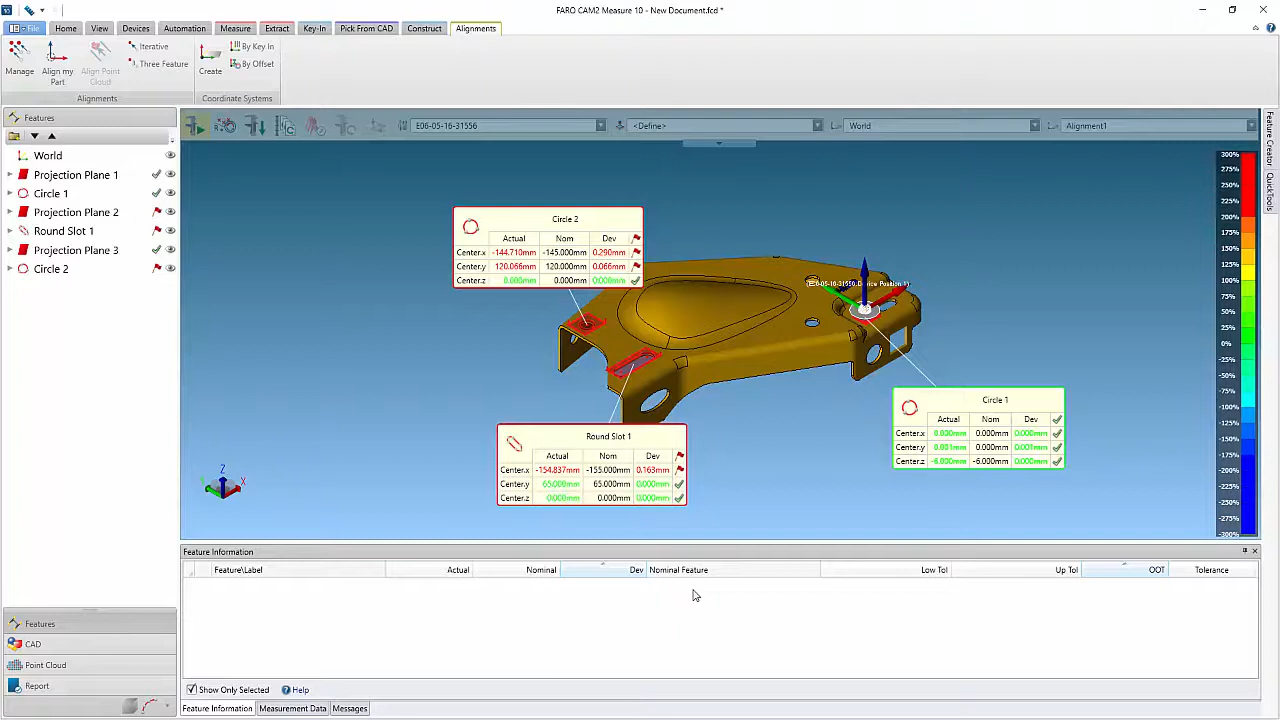 FARO CAM2 Measure 10 - New Document.fcd *
File Home View Devices Automation Measure Extract Key-In Pick From CAD Construct Alignments
Iterative By Key In
Manage Align my Part Align Point Cloud Three Feature Create By Offset
Alignments Coordinate Systems
Features
E06-05-16-31556 <Define> World Alignment1
World
Projection Plane 1
Circle 1
Projection Plane 2
Round Slot 1
Projection Plane 3
Circle 2
Circle 2
Actual Nom Dev
Center.x -144.710mm -145.000mm 0.290mm
Center.y 120.066mm 120.000mm 0.066mm
Center.z 0.000mm 0.000mm 0.000mm
Round Slot 1
Actual Nom Dev
Center.x -154.837mm -155.000mm 0.163mm
Center.y 65.000mm 65.000mm 0.000mm
Center.z 0.000mm 0.000mm 0.000mm
Circle 1
Actual Nom Dev
Center.x 0.000mm 0.000mm 0.000mm
Center.y 0.001mm 0.000mm 0.001mm
Center.z -6.000mm -6.000mm 0.000mm
Z
X
300%
250%
200%
150%
100%
75%
50%
25%
0%
-25%
-50%
-75%
-100%
-125%
-150%
-175%
-200%
-225%
-250%
-275%
-300%
Feature Creator
QuickTools
Feature Information
Feature\Label Actual Nominal Dev Nominal Feature Low Tol Up Tol OOT Tolerance
Features
CAD
Point Cloud
Report
Show Only Selected Help
Feature Information Measurement Data Messages